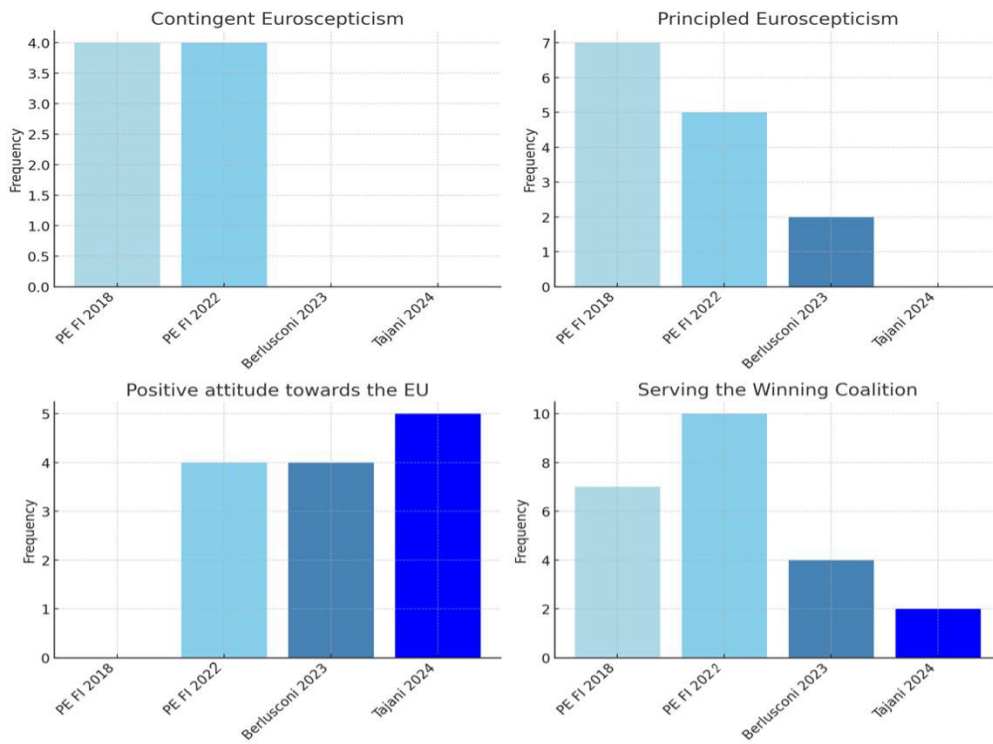 Contingent Euroscepticism
Frequency
4.0
3.5
3.0
2.5
2.0
1.5
1.0
0.5
0.0
PE FI 2018
PE FI 2022
Berlusconi 2023
Tajani 2024
Principled Euroscepticism
Frequency
7
6
5
4
3
2
1
0
PE FI 2018
PE FI 2022
Berlusconi 2023
Tajani 2024
Positive attitude towards the EU
Frequency
5
4
3
2
1
0
PE FI 2018
PE FI 2022
Berlusconi 2023
Tajani 2024
Serving the Winning Coalition
Frequency
10
8
6
4
2
0
PE FI 2018
PE FI 2022
Berlusconi 2023
Tajani 2024